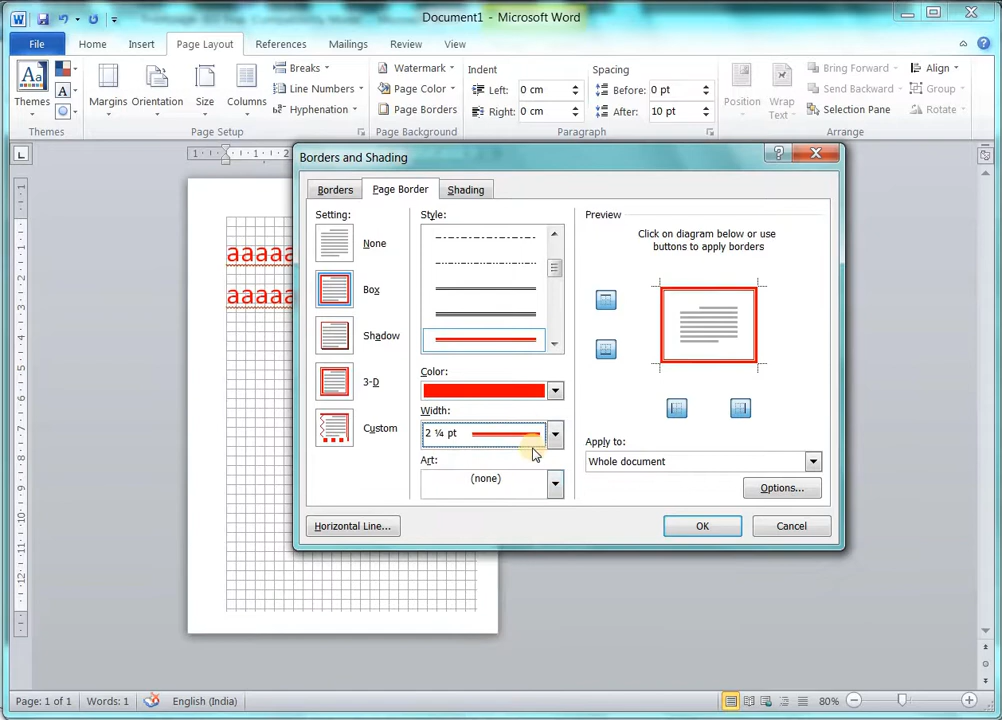 Document1 - Microsoft Word
File Home Insert Page Layout References Mailings Review View
Aa
Themes
Themes
A
Margins Orientation Size Columns
Breaks
Line Numbers
Hyphenation
Page Setup
Watermark
Page Color
Page Borders
Page Background
Indent
Left: 0 cm
Right: 0 cm
Spacing
Before: 0 pt
After: 10 pt
Paragraph
Position Wrap Text
Bring Forward
Send Backward
Selection Pane
Align
Group
Rotate
Arrange
Borders and Shading
Borders Page Border Shading
Setting:
None
Box
Shadow
3-D
Custom
Style:
Color:
Width:
2 ¼ pt
Art:
(none)
Preview
Click on diagram below or use
buttons to apply borders
Apply to:
Whole document
Options...
Horizontal Line...
OK Cancel
aaaaa
aaaaa
Page: 1 of 1 Words: 1 English (India) 80%